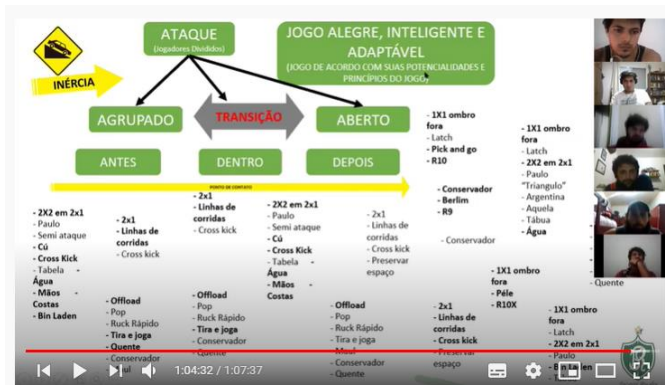 ATAQUE
(Jogadores Divididos)
JOGO ALEGRE, INTELIGENTE E
ADAPTÁVEL
(JOGO DE ACORDO COM SUAS POTENCIALIDADES E
PRINCÍPIOS DO JOGO)
INÉRCIA
AGRUPADO
TRANSIÇÃO
ABERTO
ANTES
DENTRO
DEPOIS
PONTO DE CONTATO
- 2X2 em 2x1
- Paulo
- Semi ataque
- Cú
- Cross Kick
- Tabela -
Água
- Mãos -
Costas
- Bin Laden
- 2x1
- Linhas de
corridas
- Cross kick
- Offload
- Pop
- Ruck Rápido
- Tira e joga
- Quente
- Conservador
- 2x1
- Linhas de
corridas
- Cross kick
- Offload
- Pop
- Ruck Rápido
- Tira e joga
- Conservador
- Quente
- 2X2 em 2x1
- Paulo
- Semi ataque
- Cú
- Cross Kick
- Tabela -
Água
- Mãos -
Costas
- 2x1
- Linhas de
corridas
- Cross kick
- Preservar
espaço
- Offload
- Pop
- Ruck Rápido
- Tira e joga
- Conservador
- Quente
- 1X1 ombro
fora
- Latch
- Pick and go
- R10
- Conservador
- Berlim
- R9
- Conservador
- 2x1
- Linhas de
corridas
- Cross kick
- Preservar
espaço
- 1X1 ombro
fora
- Latch
- 2X2 em 2x1
- Paulo
"Triangulo"
- Argentina
- Aquela
- Tábua
- Água
- 1X1 ombro
fora
- Péle
- R10X
- Quente
- 1X1 ombro
fora
- Latch
- 2X2 em 2x1
- Paulo
- Bin Laden
1:04:32 / 1:07:37